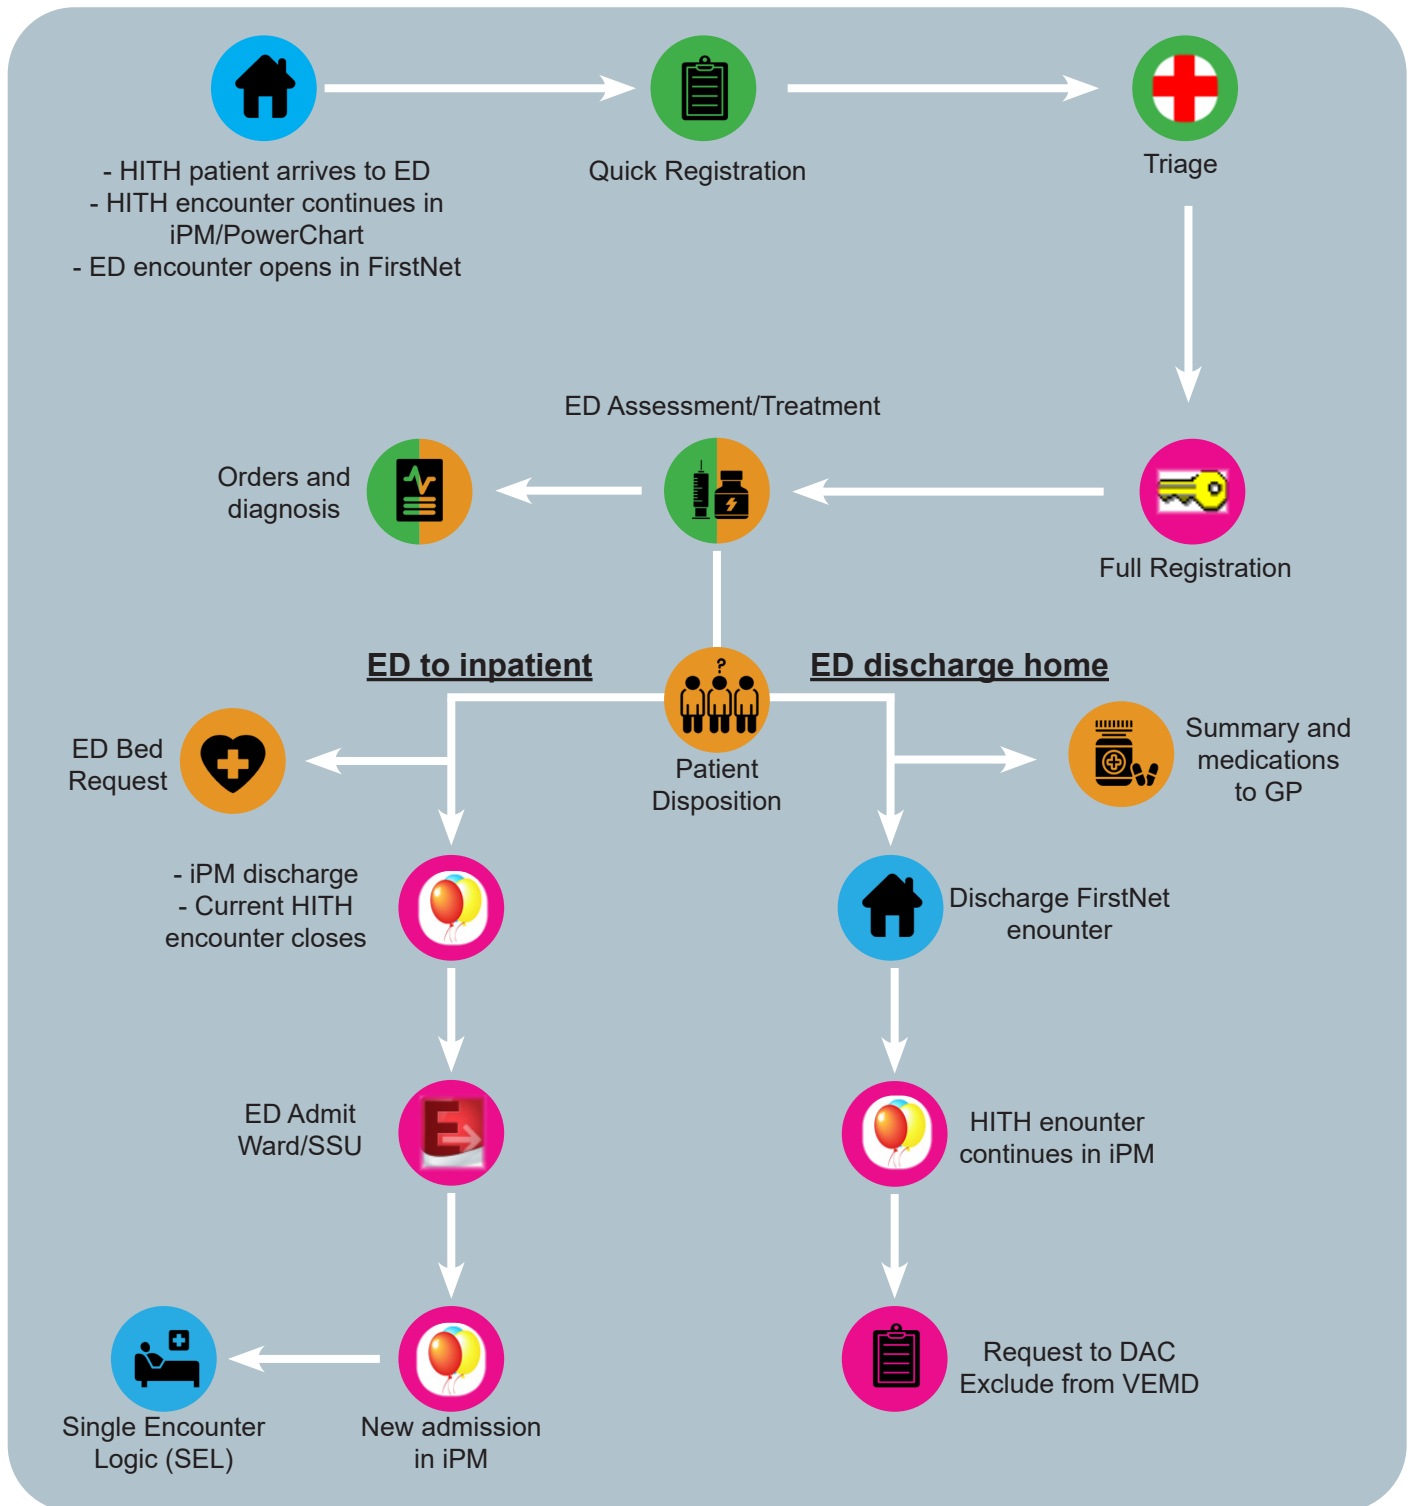 - HITH patient arrives to ED
- HITH encounter continues in
iPM/PowerChart
- ED encounter opens in FirstNet
Quick Registration
Triage
ED Assessment/Treatment
Orders and
diagnosis
Full Registration
ED to inpatient
ED discharge home
?
ED Bed
Request
Patient
Disposition
Summary and
medications
to GP
- iPM discharge
- Current HITH
encounter closes
Discharge FirstNet
enounter
E
ED Admit
Ward/SSU
HITH enounter
continues in iPM
Single Encounter
Logic (SEL)
New admission
in iPM
Request to DAC
Exclude from VEMD